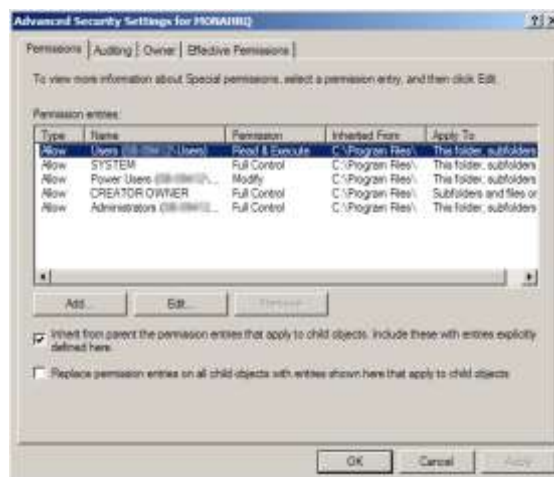 Advanced Security Settings for MONAHRQ
Permissions Auditing Owner Effective Permissions
To view more information about Special permissions, select a permission entry, and then click Edit.
Permission entries:
Type Name Permission Inherited From Apply To
Allow Users ( \Users) Read & Execute C:\Program Files\ This folder, subfolders
Allow SYSTEM Full Control C:\Program Files\ This folder, subfolders
Allow Power Users ( \... Modify C:\Program Files\ This folder, subfolders
Allow CREATOR OWNER Full Control C:\Program Files\ Subfolders and files on
Allow Administrators ( ... Full Control C:\Program Files\ This folder, subfolders
Add... Edit... Remove
Inherit from parent the permission entries that apply to child objects. Include these with entries explicitly
defined here.
Replace permission entries on all child objects with entries shown here that apply to child objects
OK Cancel Apply